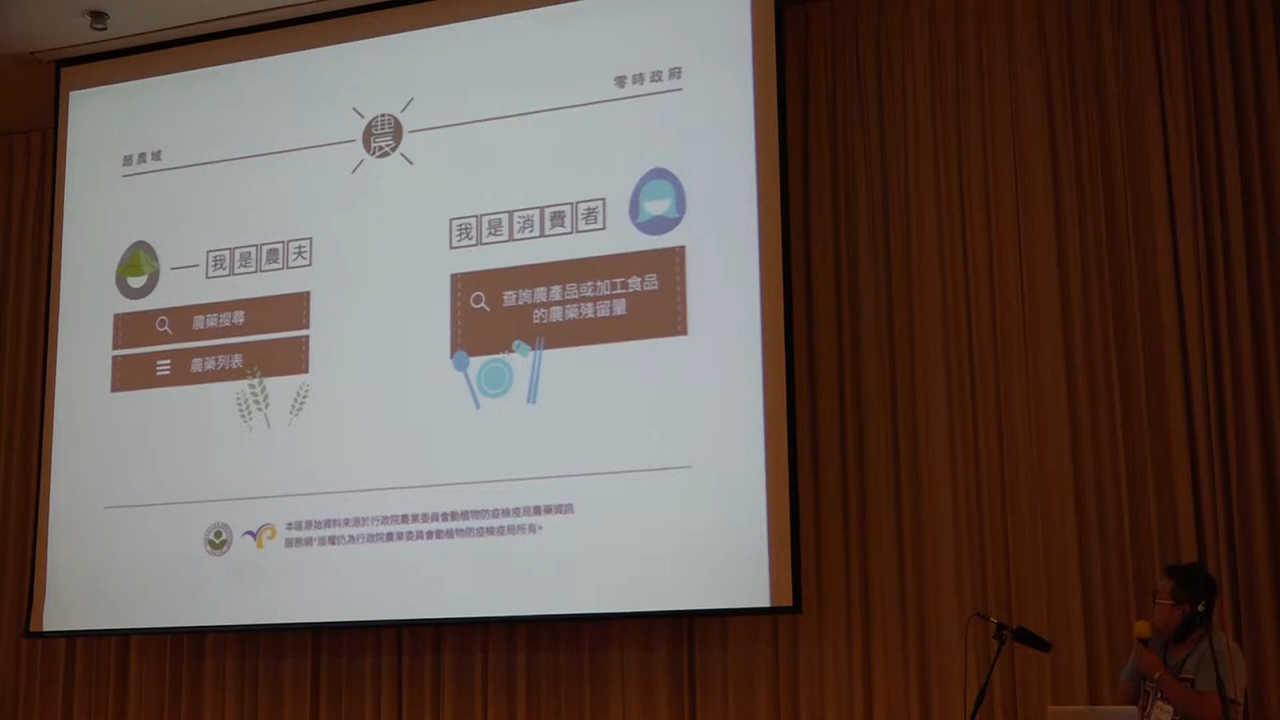 零時政府
農
超農域
我是農夫
農藥搜尋
農藥列表
我是消費者
查詢農產品或加工食品
的農藥殘留量
本區原始資料來源於行政院農業委員會動植物防疫檢疫局農藥資訊
服務網,版權仍為行政院農業委員會動植物防疫檢疫局所有。